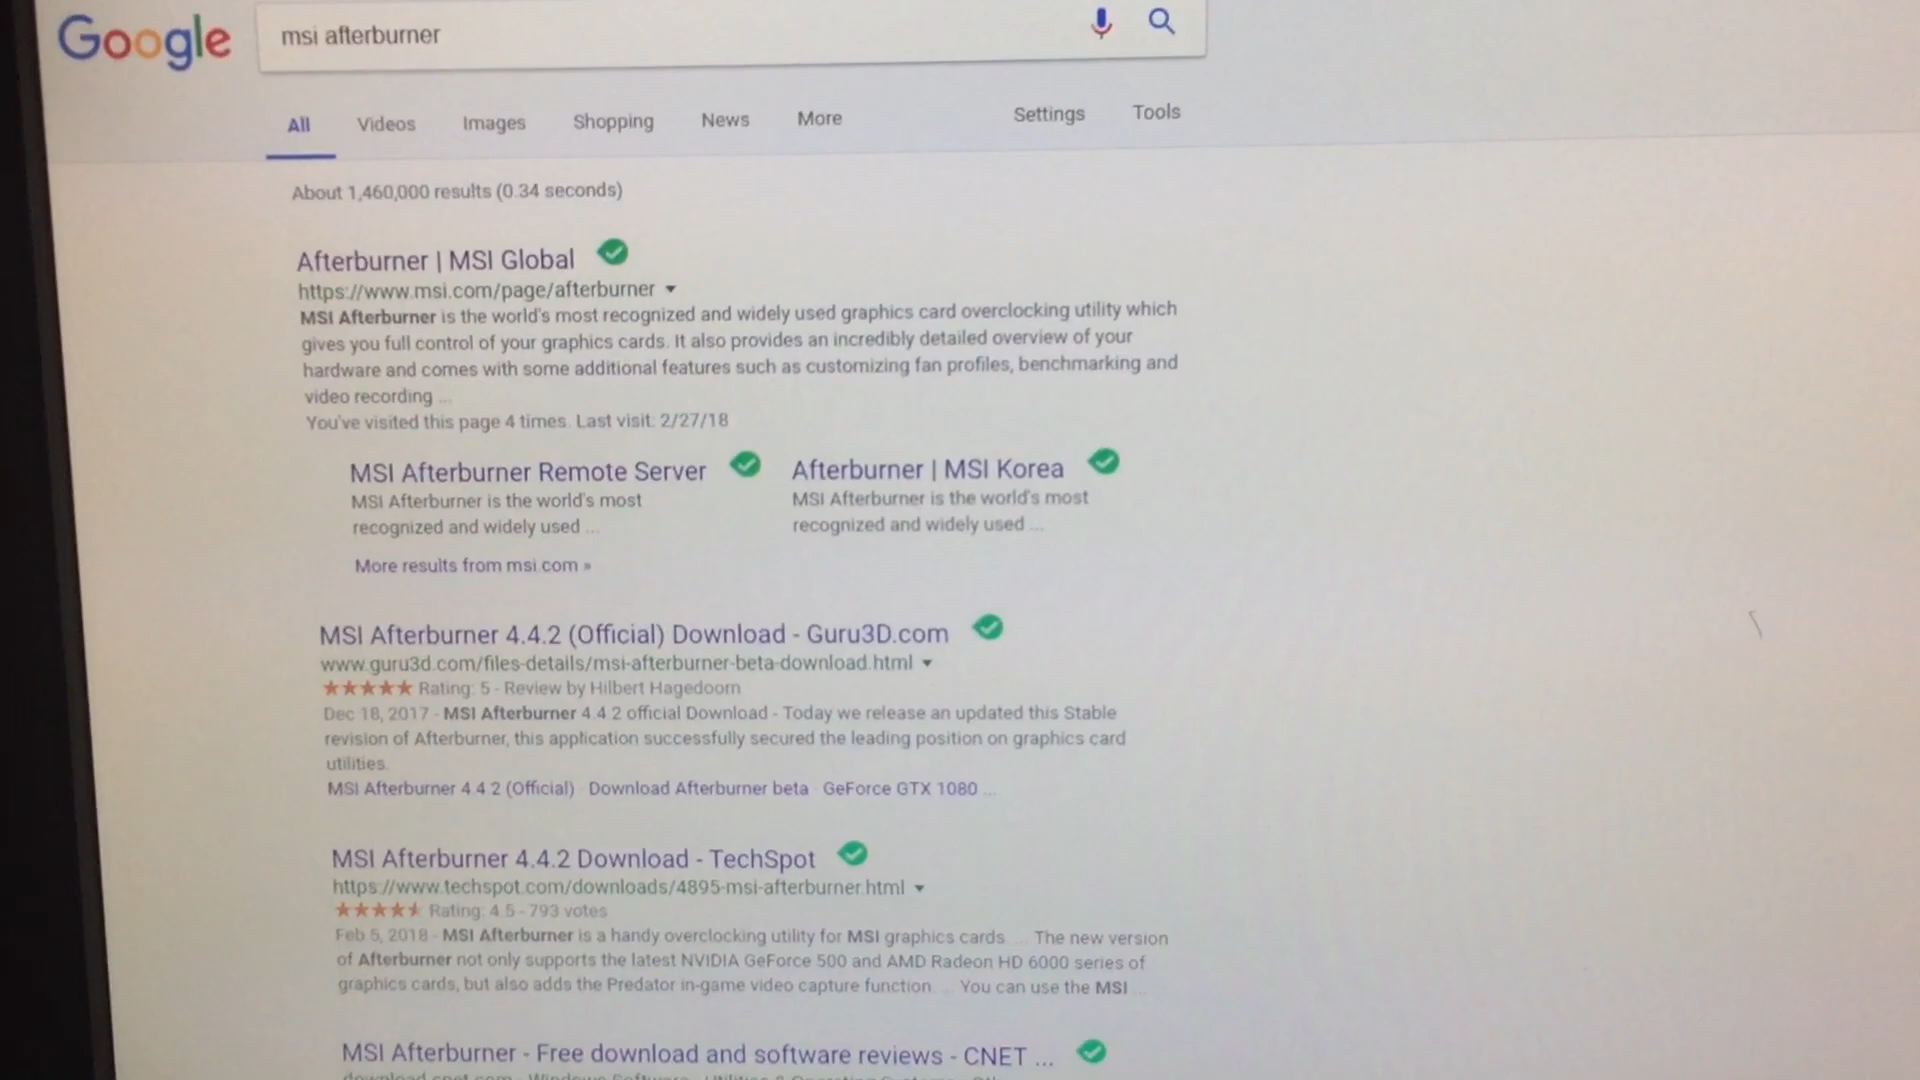 Google
msi afterburner
All Videos Images Shopping News More Settings Tools
About 1,460,000 results (0.34 seconds)
Afterburner | MSI Global
https://www.msi.com/page/afterburner
MSI Afterburner is the world's most recognized and widely used graphics card overclocking utility which
gives you full control of your graphics cards. It also provides an incredibly detailed overview of your
hardware and comes with some additional features such as customizing fan profiles, benchmarking and
video recording ...
You've visited this page 4 times. Last visit: 2/27/18
MSI Afterburner Remote Server
MSI Afterburner is the world's most
recognized and widely used ...
Afterburner | MSI Korea
MSI Afterburner is the world's most
recognized and widely used ...
More results from msi.com »
MSI Afterburner 4.4.2 (Official) Download - Guru3D.com
www.guru3d.com/files-details/msi-afterburner-beta-download.html
Rating: 5 - Review by Hilbert Hagedoorn
Dec 18, 2017 - MSI Afterburner 4.4.2 official Download - Today we release an updated this Stable
revision of Afterburner, this application successfully secured the leading position on graphics card
utilities.
MSI Afterburner 4.4.2 (Official) · Download Afterburner beta · GeForce GTX 1080 ...
MSI Afterburner 4.4.2 Download - TechSpot
https://www.techspot.com/downloads/4895-msi-afterburner.html
Rating: 4.5 - 793 votes
Feb 5, 2018 - MSI Afterburner is a handy overclocking utility for MSI graphics cards. ... The new version
of Afterburner not only supports the latest NVIDIA GeForce 500 and AMD Radeon HD 6000 series of
graphics cards, but also adds the Predator in-game video capture function. ... You can use the MSI ...
MSI Afterburner - Free download and software reviews - CNET ...